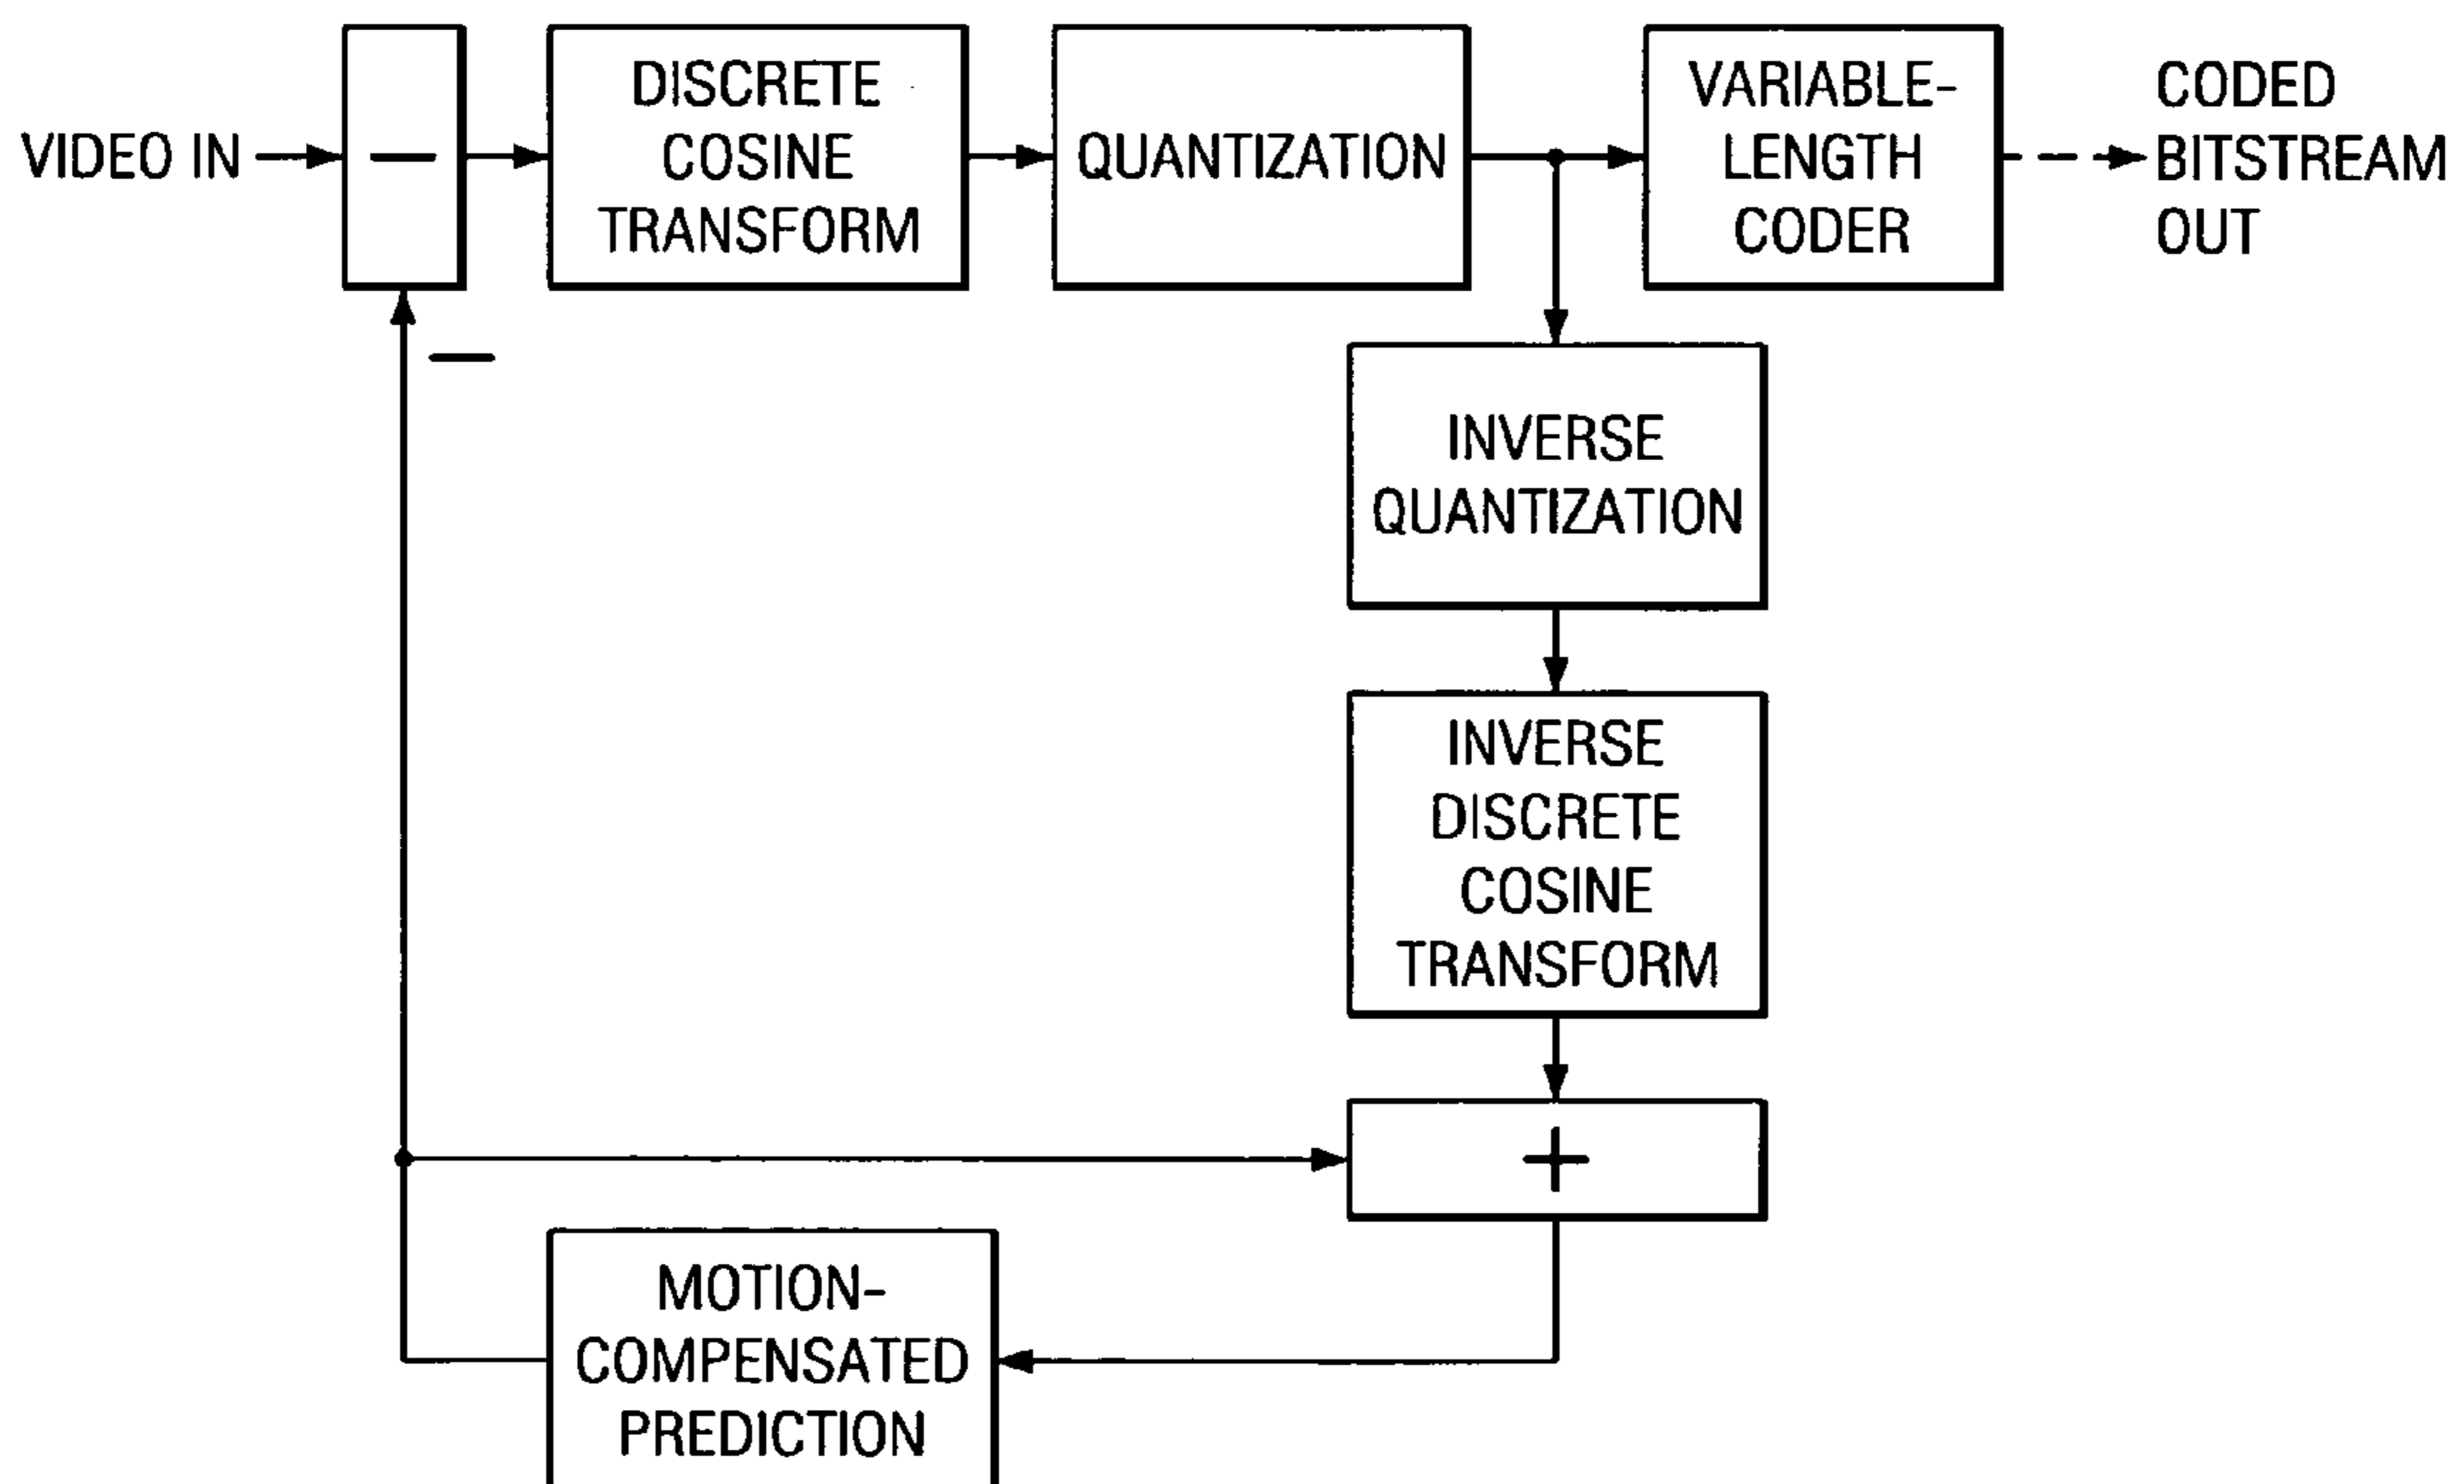 VIDEO IN
—
DISCRETE
COSINE
TRANSFORM
QUANTIZATION
VARIABLE-
LENGTH
CODER
CODED
BITSTREAM
OUT
—
INVERSE
QUANTIZATION
INVERSE
DISCRETE
COSINE
TRANSFORM
+
MOTION-
COMPENSATED
PREDICTION